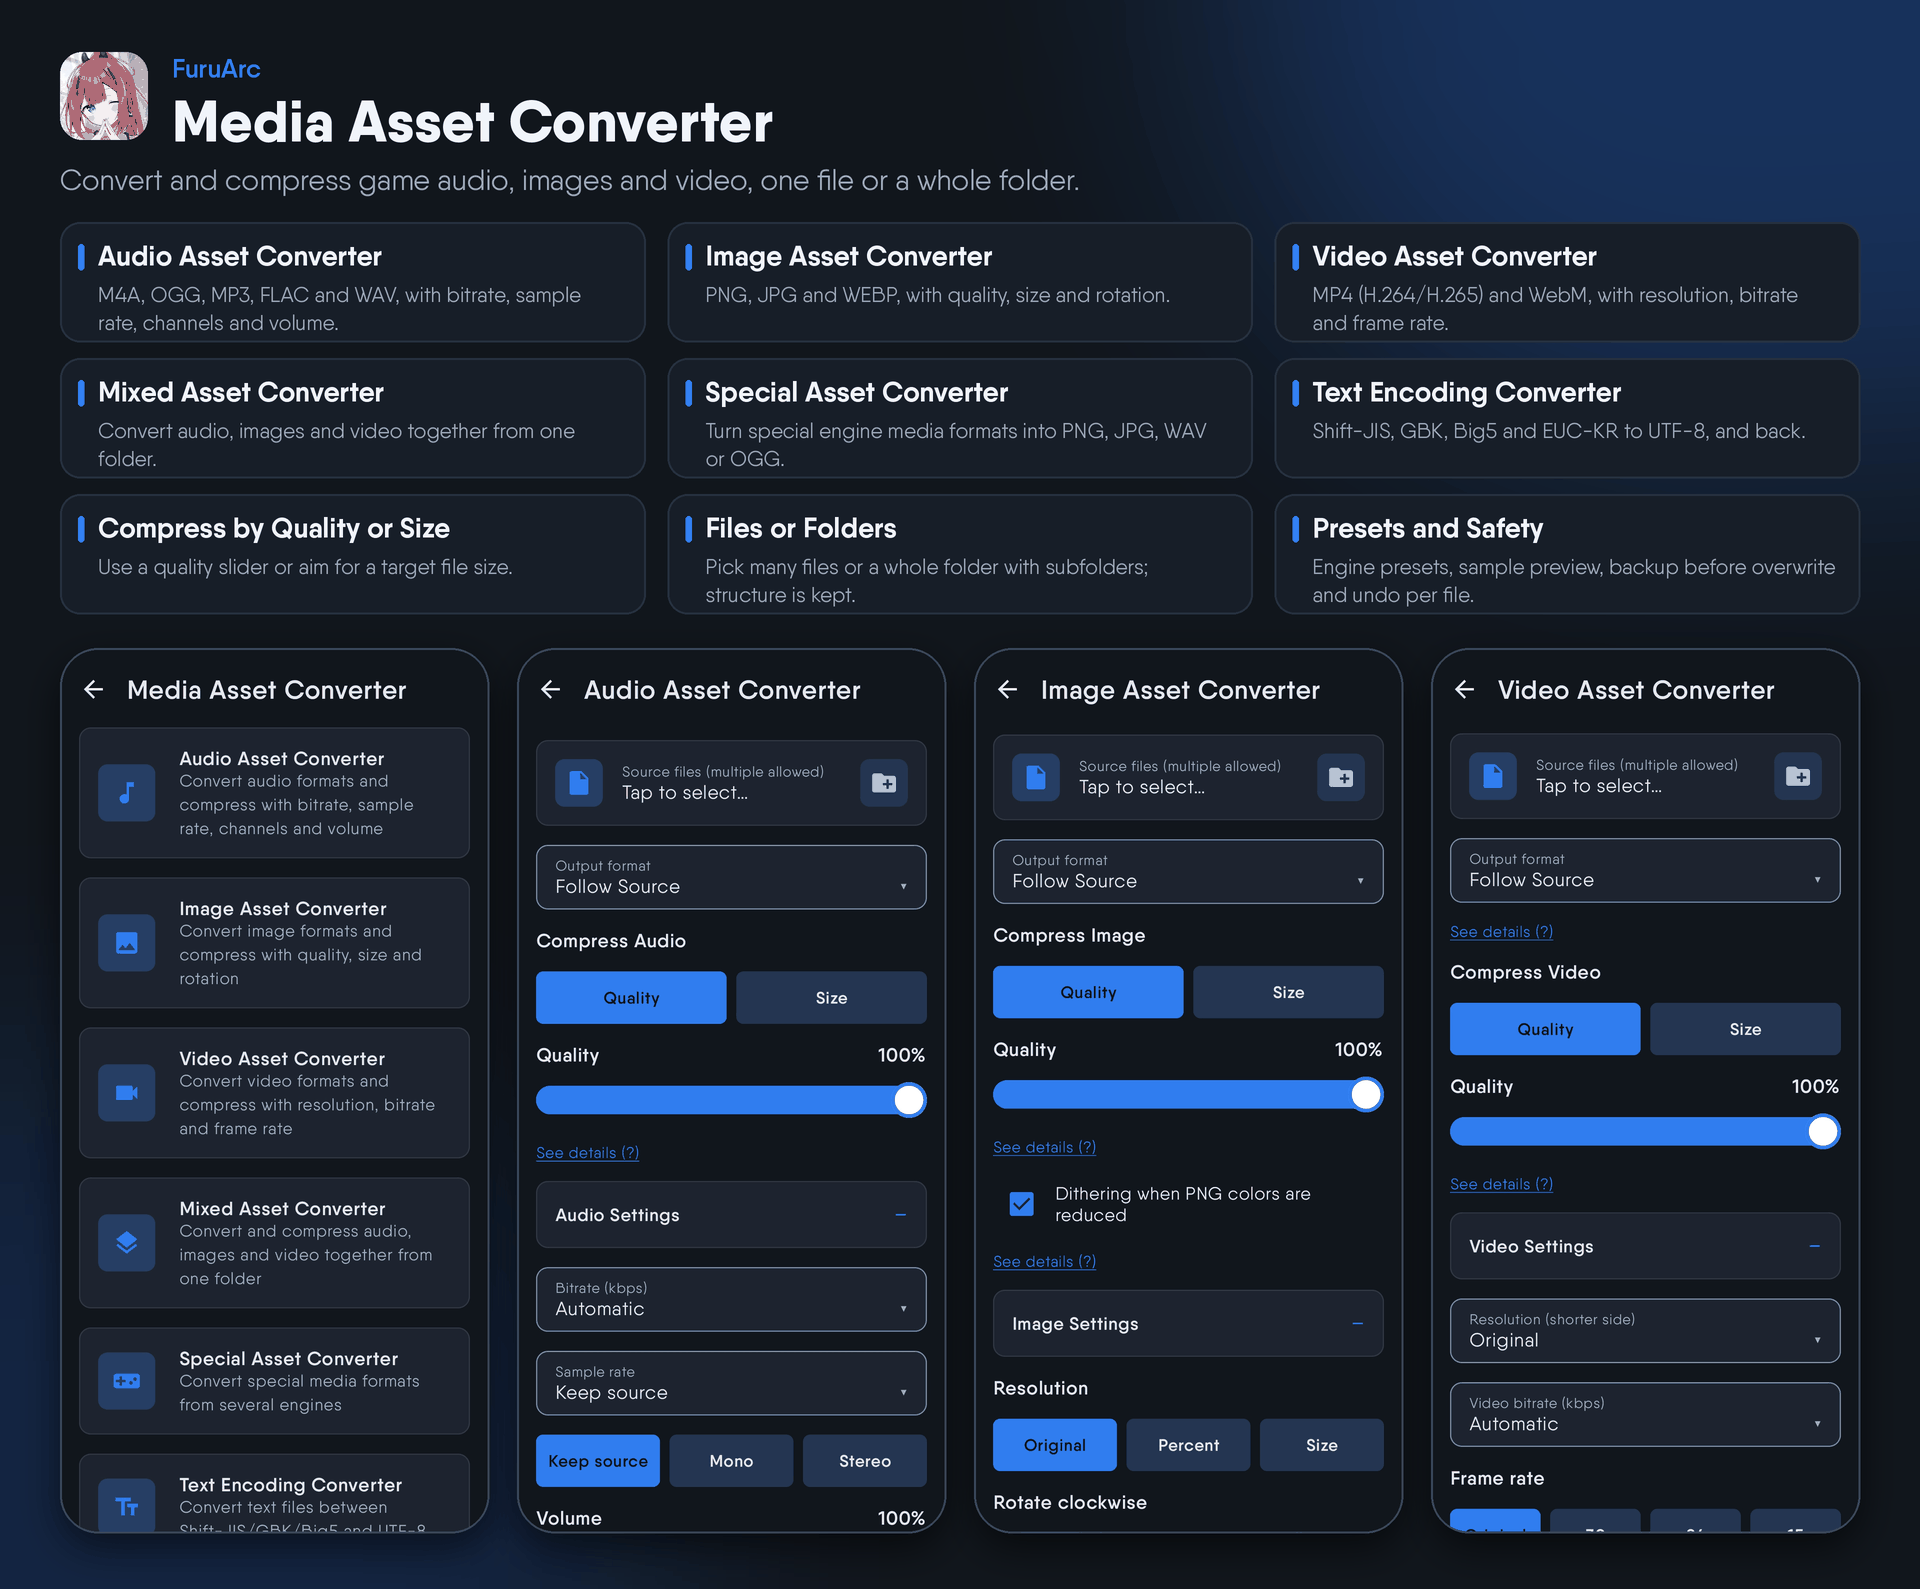 FuruArc
Media Asset Converter
Convert and compress game audio, images and video, one file or a whole folder.
Audio Asset Converter
M4A, OGG, MP3, FLAC and WAV, with bitrate, sample
rate, channels and volume.
Image Asset Converter
PNG, JPG and WEBP, with quality, size and rotation.
Video Asset Converter
MP4 (H.264/H.265) and WebM, with resolution, bitrate
and frame rate.
Mixed Asset Converter
Convert audio, images and video together from one
folder.
Special Asset Converter
Turn special engine media formats into PNG, JPG, WAV
or OGG.
Text Encoding Converter
Shift-JIS, GBK, Big5 and EUC-KR to UTF-8, and back.
Compress by Quality or Size
Use a quality slider or aim for a target file size.
Files or Folders
Pick many files or a whole folder with subfolders;
structure is kept.
Presets and Safety
Engine presets, sample preview, backup before overwrite
and undo per file.
Media Asset Converter
Audio Asset Converter
Convert audio formats and
compress with bitrate, sample
rate, channels and volume
Image Asset Converter
Convert image formats and
compress with quality, size and
rotation
Video Asset Converter
Convert video formats and
compress with resolution, bitrate
and frame rate
Mixed Asset Converter
Convert and compress audio,
images and video together from
one folder
Special Asset Converter
Convert special media formats
from several engines
Text Encoding Converter
Convert text files between
Shift-JIS/GBK/Big5 and UTF-8
Audio Asset Converter
Source files (multiple allowed)
Tap to select...
Output format
Follow Source
Compress Audio
Quality
Size
Quality 100%
See details (?)
Audio Settings
Bitrate (kbps)
Automatic
Sample rate
Keep source
Keep source
Mono
Stereo
Volume 100%
Image Asset Converter
Source files (multiple allowed)
Tap to select...
Output format
Follow Source
Compress Image
Quality
Size
Quality 100%
See details (?)
Dithering when PNG colors are
reduced
See details (?)
Image Settings
Resolution
Original
Percent
Size
Rotate clockwise
Video Asset Converter
Source files (multiple allowed)
Tap to select...
Output format
Follow Source
See details (?)
Compress Video
Quality
Size
Quality 100%
See details (?)
Video Settings
Resolution (shorter side)
Original
Video bitrate (kbps)
Automatic
Frame rate